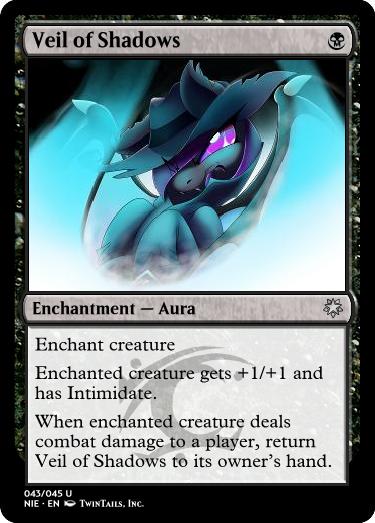 Veil of Shadows
Enchantment — Aura
Enchant creature
Enchanted creature gets +1/+1 and
has Intimidate.
When enchanted creature deals
combat damage to a player, return
Veil of Shadows to its owner's hand.
043/045 U
NIE · EN TwinTails, Inc.